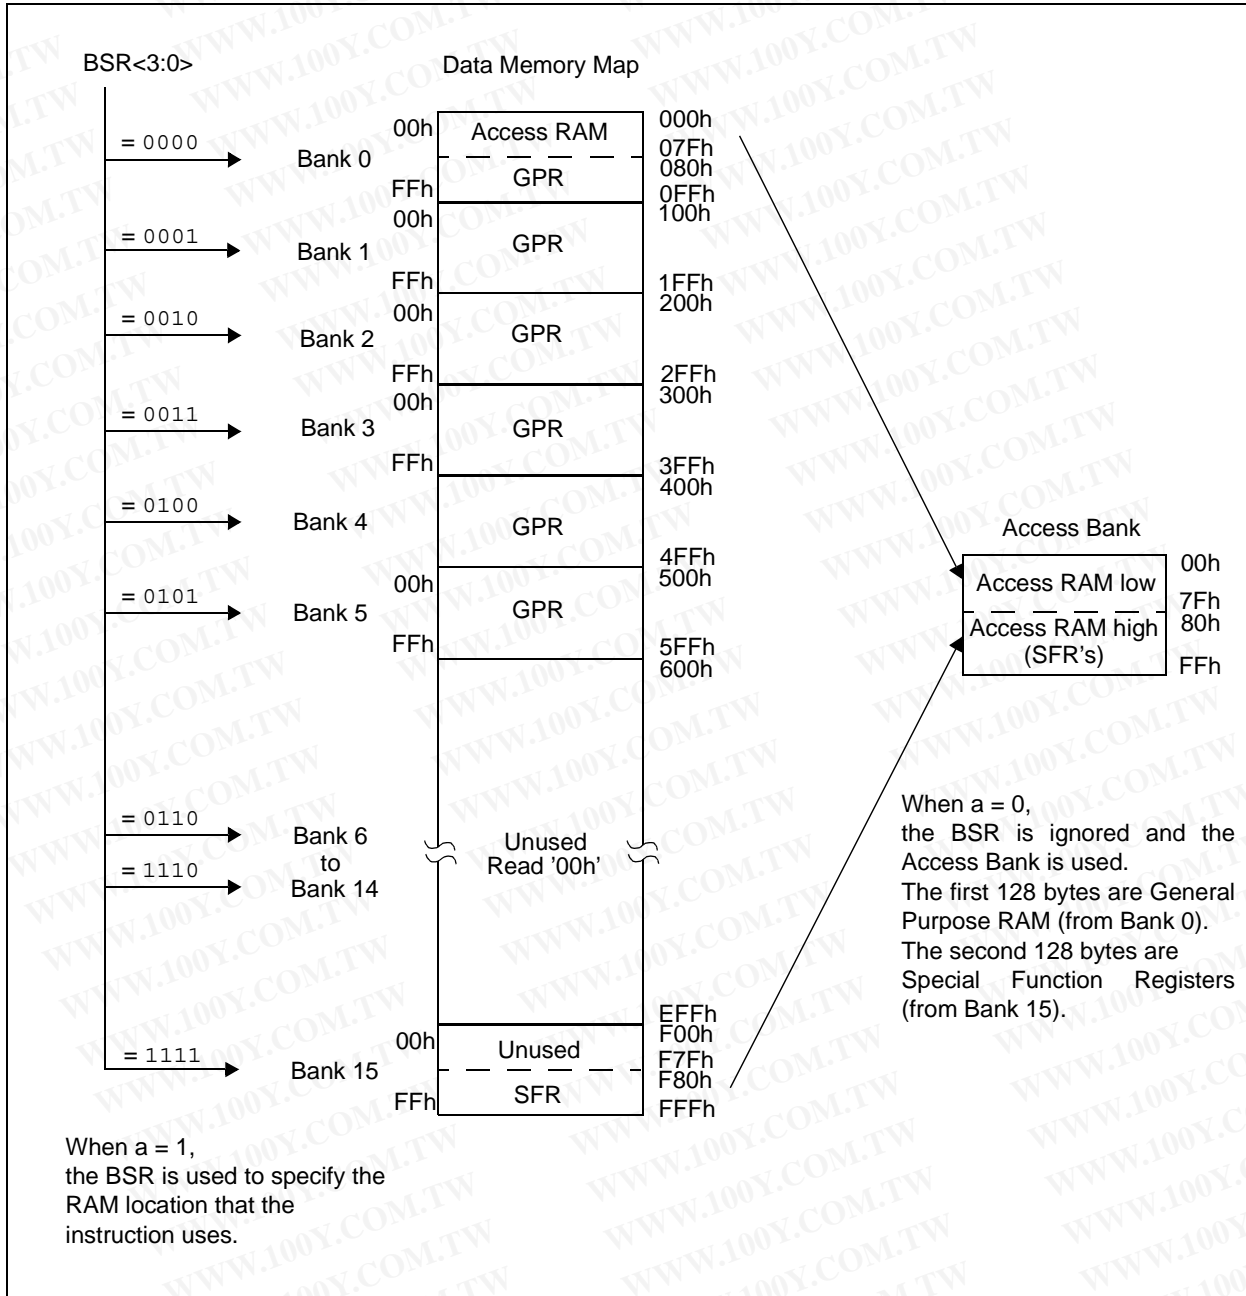 BSR<3:0>
Data Memory Map
= 0000
Bank 0
00h
Access RAM
000h
07Fh
080h
FFh
GPR
0FFh
= 0001
Bank 1
00h
GPR
100h
FFh
1FFh
= 0010
Bank 2
00h
GPR
200h
FFh
2FFh
= 0011
Bank 3
00h
GPR
300h
FFh
3FFh
= 0100
Bank 4
GPR
400h
4FFh
= 0101
Bank 5
00h
GPR
500h
FFh
5FFh
600h
= 0110
Bank 6
to
= 1110
Bank 14
Unused
Read '00h'
EFFh
= 1111
Bank 15
00h
Unused
F00h
F7Fh
F80h
FFh
SFR
FFFh
Access Bank
Access RAM low
00h
7Fh
Access RAM high
(SFR's)
80h
FFh
When a = 0,
the BSR is ignored and the
Access Bank is used.
The first 128 bytes are General
Purpose RAM (from Bank 0).
The second 128 bytes are
Special Function Registers
(from Bank 15).
When a = 1,
the BSR is used to specify the
RAM location that the
instruction uses.
WWW.100Y.COM.TW